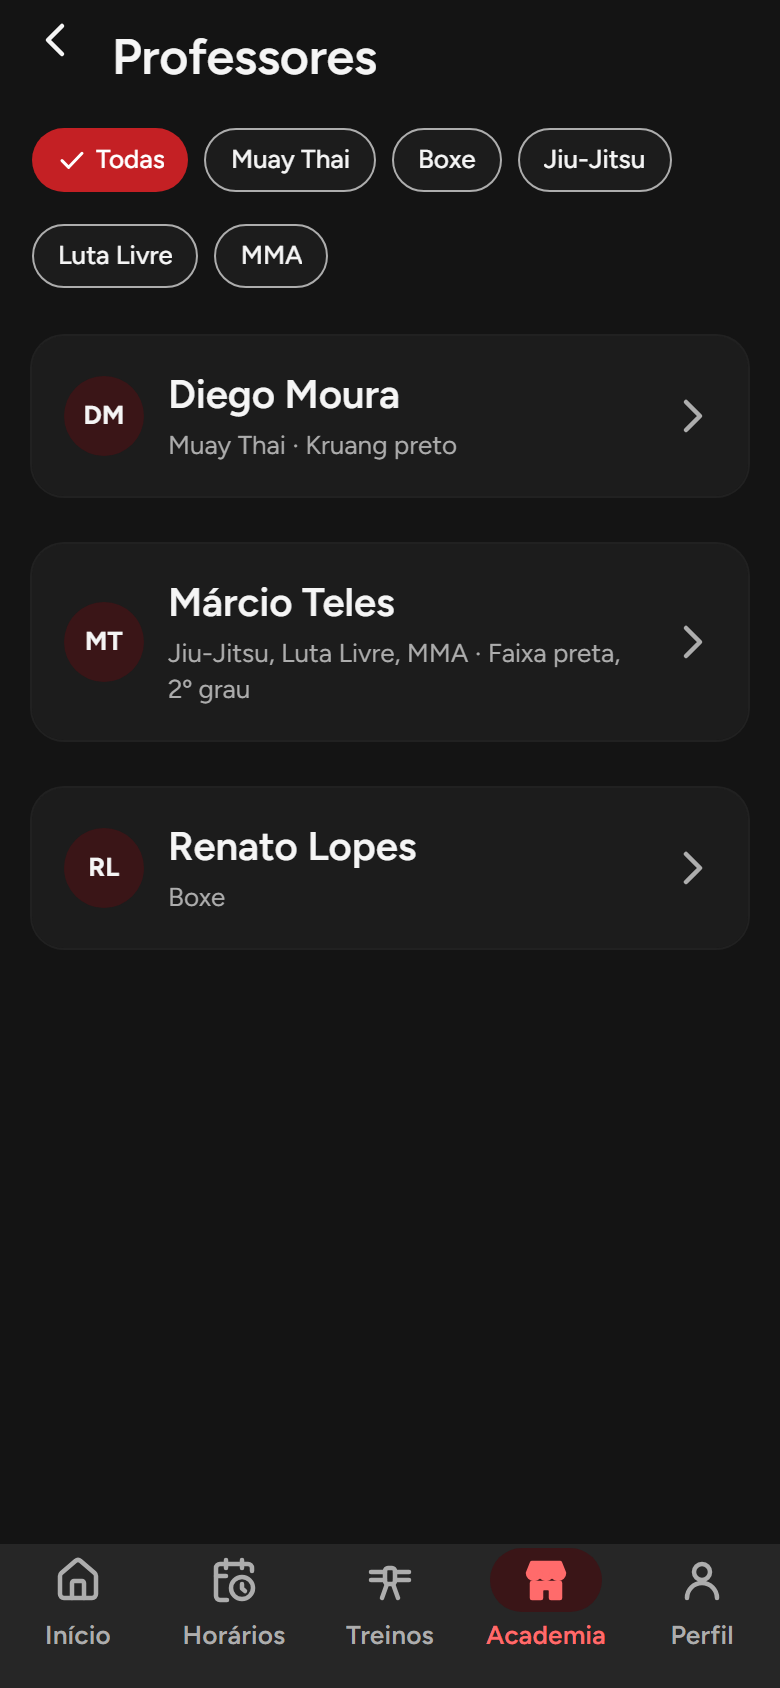 Professores
Todas
Muay Thai
Boxe
Jiu-Jitsu
Luta Livre
MMA
DM
Diego Moura
Muay Thai · Kruang preto
MT
Márcio Teles
Jiu-Jitsu, Luta Livre, MMA · Faixa preta,
2º grau
RL
Renato Lopes
Boxe
Início
Horários
Treinos
Academia
Perfil